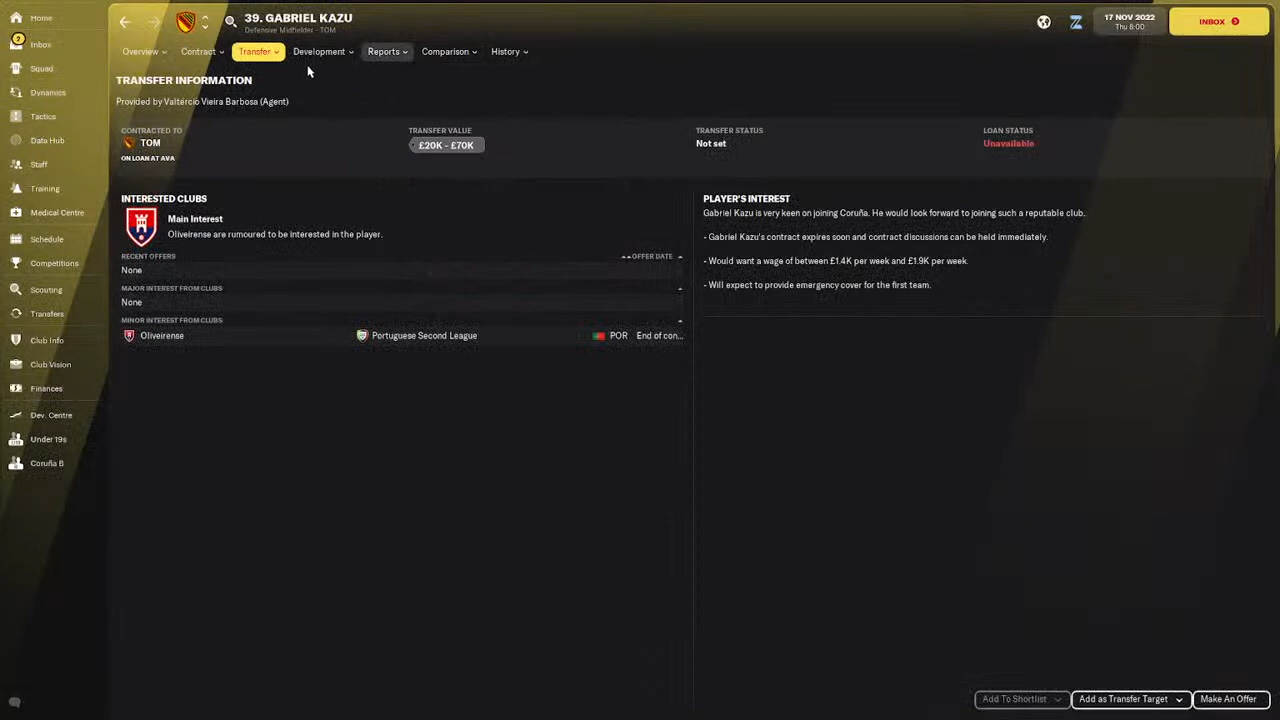 Home
39. GABRIEL KAZU
Defensive Midfielder - TOM
17 NOV 2022
Thu 8:00
INBOX
2
Inbox
Squad
Dynamics
Tactics
Data Hub
Staff
Training
Medical Centre
Schedule
Competitions
Scouting
Transfers
Club Info
Club Vision
Finances
Dev. Centre
Under 19s
Coruña B
Overview
Contract
Transfer
Development
Reports
Comparison
History
TRANSFER INFORMATION
Provided by Valtércio Vieira Barbosa (Agent)
CONTRACTED TO
TOM
ON LOAN AT AVA
TRANSFER VALUE
£20K - £70K
TRANSFER STATUS
Not set
LOAN STATUS
Unavailable
INTERESTED CLUBS
Main Interest
Oliveirense are rumoured to be interested in the player.
RECENT OFFERS
OFFER DATE
None
MAJOR INTEREST FROM CLUBS
None
MINOR INTEREST FROM CLUBS
Oliveirense
Portuguese Second League
POR
End of con...
PLAYER'S INTEREST
Gabriel Kazu is very keen on joining Coruña. He would look forward to joining such a reputable club.
- Gabriel Kazu's contract expires soon and contract discussions can be held immediately.
- Would want a wage of between £1.4K per week and £1.9K per week.
- Will expect to provide emergency cover for the first team.
Add To Shortlist
Add as Transfer Target
Make An Offer